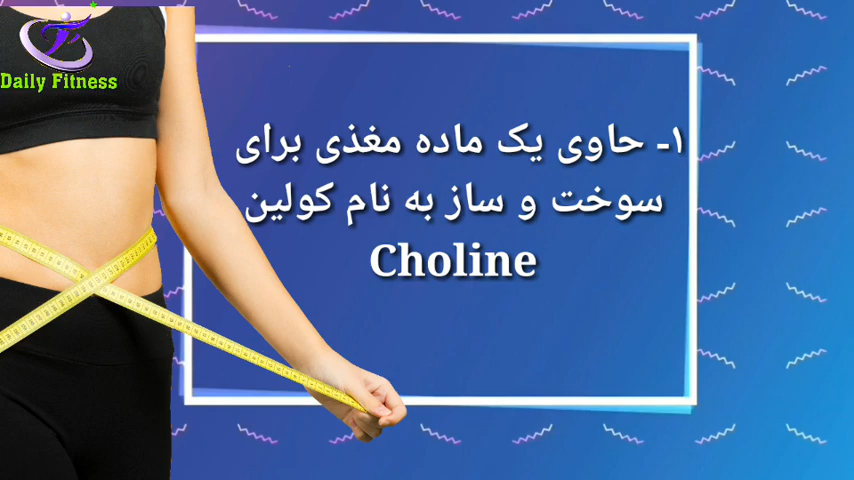 Daily Fitness
۱- حاوی یک ماده مغذی برای
سوخت و ساز به نام کولین
Choline